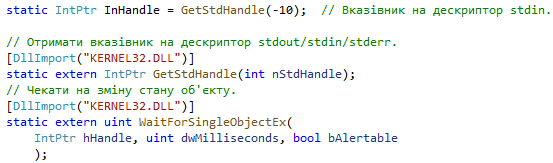 static IntPtr InHandle = GetStdHandle(-10);  // Вказівник на дескриптор stdin.
// Отримати вказівник на дескриптор stdout/stdin/stderr.
[DllImport("KERNEL32.DLL")]
static extern IntPtr GetStdHandle(int nStdHandle);
// Чекати на зміну стану об'єкту.
[DllImport("KERNEL32.DLL")]
static extern uint WaitForSingleObjectEx(
    IntPtr hHandle, uint dwMilliseconds, bool bAlertable
    );